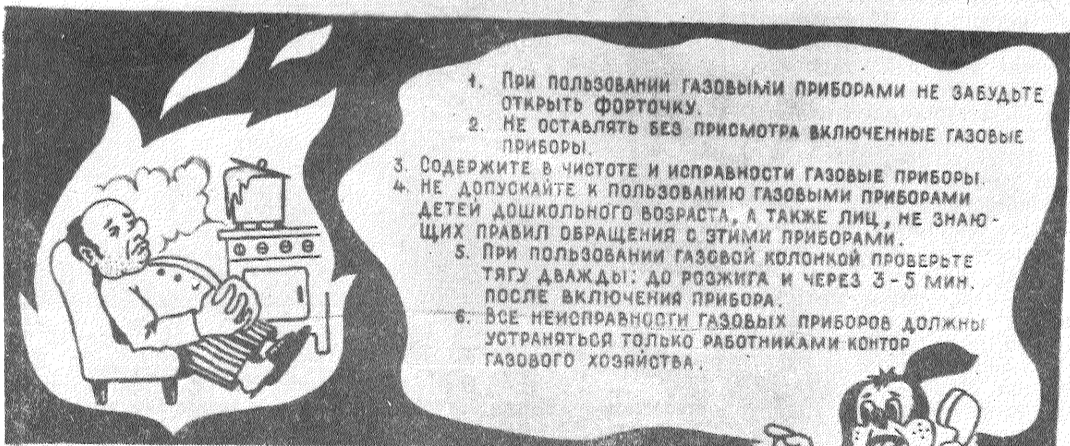 1. ПРИ ПОЛЬЗОВАНИИ ГАЗОВЫМИ ПРИБОРАМИ НЕ ЗАБУДЬТЕ
ОТКРЫТЬ ФОРТОЧКУ.
2. НЕ ОСТАВЛЯТЬ БЕЗ ПРИСМОТРА ВКЛЮЧЕННЫЕ ГАЗОВЫЕ
ПРИБОРЫ.
3. СОДЕРЖИТЕ В ЧИСТОТЕ И ИСПРАВНОСТИ ГАЗОВЫЕ ПРИБОРЫ.
4. НЕ ДОПУСКАЙТЕ К ПОЛЬЗОВАНИЮ ГАЗОВЫМИ ПРИБОРАМИ
ДЕТЕЙ ДОШКОЛЬНОГО ВОЗРАСТА, А ТАКЖЕ ЛИЦ, НЕ ЗНАЮ-
ЩИХ ПРАВИЛ ОБРАЩЕНИЯ С ЭТИМИ ПРИБОРАМИ.
5. ПРИ ПОЛЬЗОВАНИИ ГАЗОВОЙ КОЛОНКОЙ ПРОВЕРЬТЕ
ТЯГУ ДВАЖДЫ: ДО РОЗЖИГА И ЧЕРЕЗ 3-5 МИН.
ПОСЛЕ ВКЛЮЧЕНИЯ ПРИБОРА.
6. ВСЕ НЕИСПРАВНОСТИ ГАЗОВЫХ ПРИБОРОВ ДОЛЖНЫ
УСТРАНЯТЬСЯ ТОЛЬКО РАБОТНИКАМИ КОНТОР
ГАЗОВОГО ХОЗЯЙСТВА.